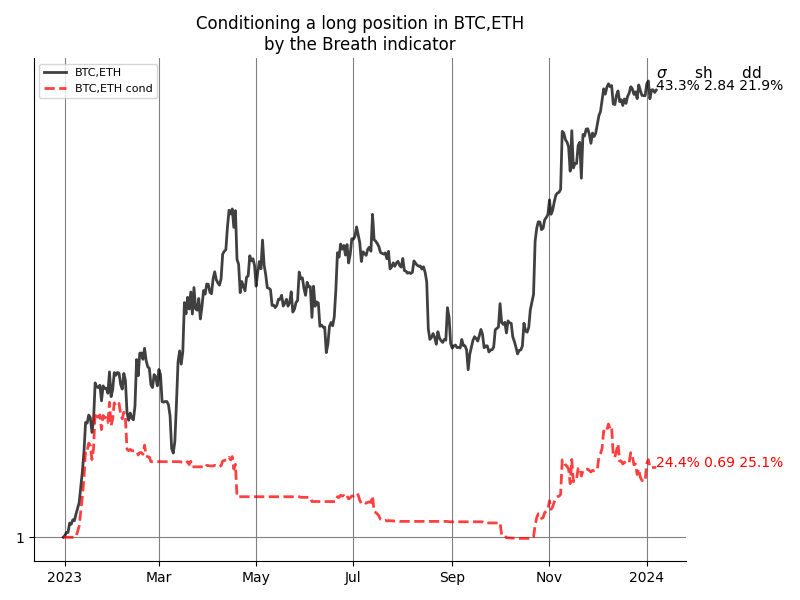 Conditioning a long position in BTC,ETH
by the Breath indicator
BTC,ETH
BTC,ETH cond
σ sh dd
43.3% 2.84 21.9%
24.4% 0.69 25.1%
1
2023 Mar May Jul Sep Nov 2024